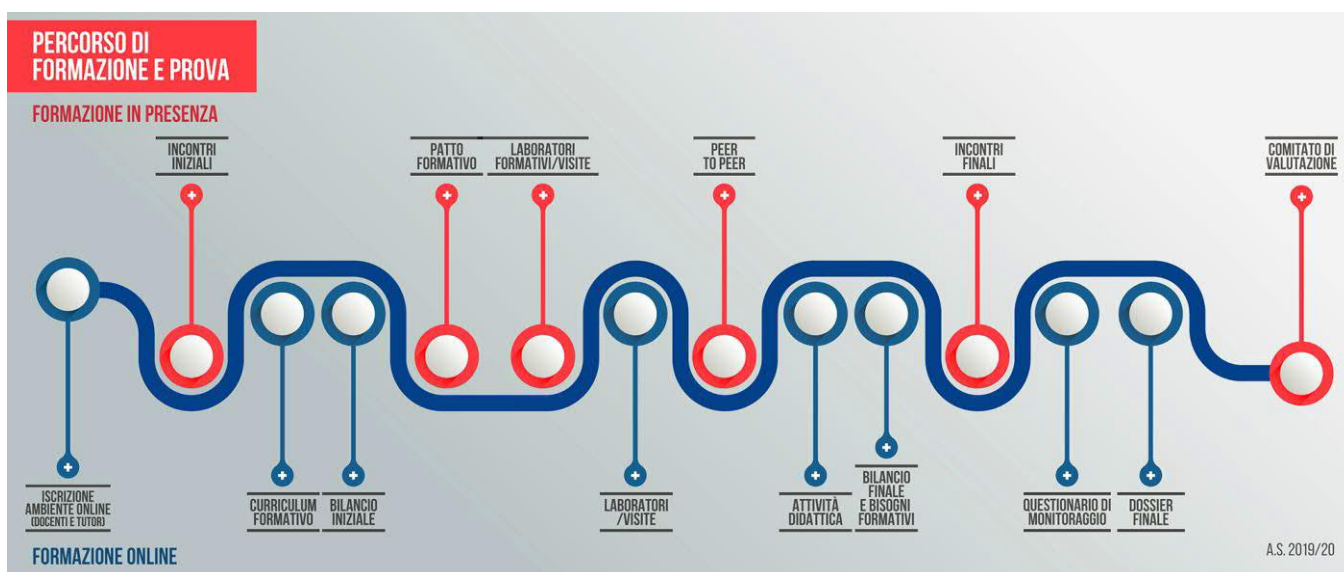 PERCORSO DI
FORMAZIONE E PROVA
FORMAZIONE IN PRESENZA
INCONTRI
INIZIALI
PATTO
FORMATIVO
LABORATORI
FORMATIVI/VISITE
PEER
TO PEER
INCONTRI
FINALI
COMITATO DI
VALUTAZIONE
ISCRIZIONE
AMBIENTE ONLINE
(DOCENTI E TUTOR)
CURRICULUM
FORMATIVO
BILANCIO
INIZIALE
LABORATORI
/VISITE
ATTIVITÀ
DIDATTICA
BILANCIO
FINALE
E BISOGNI
FORMATIVI
QUESTIONARIO DI
MONITORAGGIO
DOSSIER
FINALE
FORMAZIONE ONLINE
A.S. 2019/20